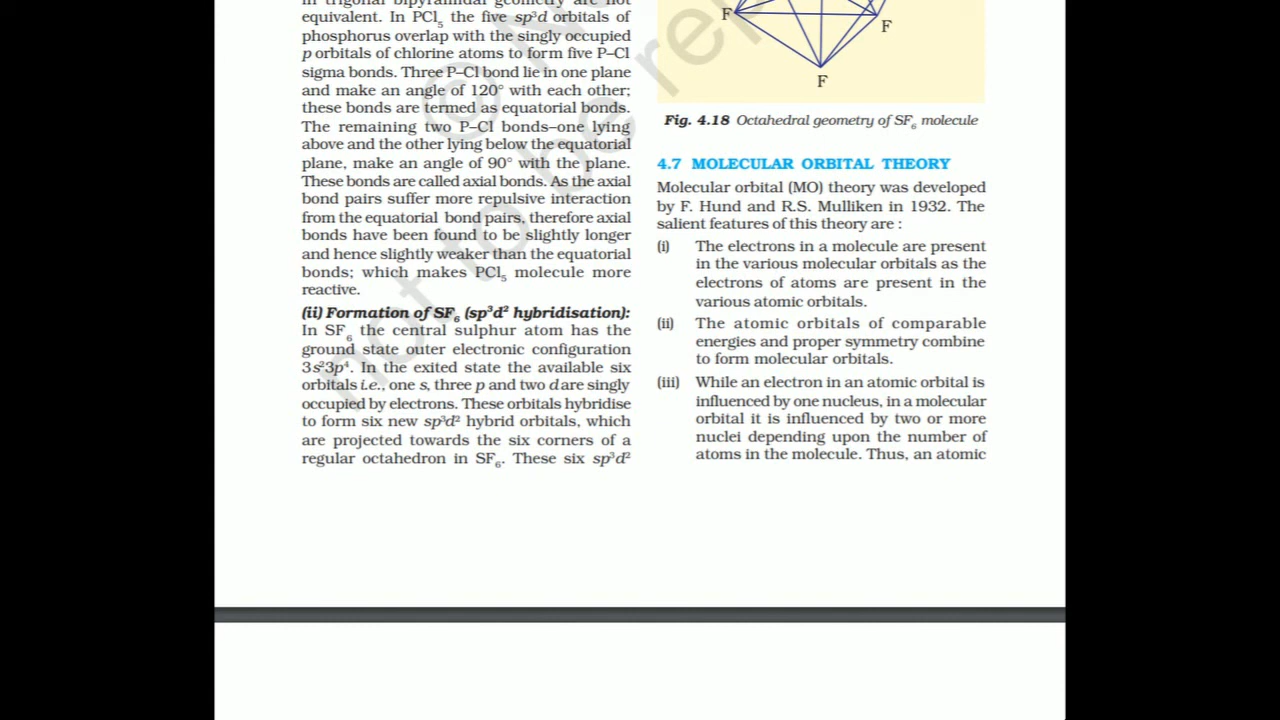 in trigonal bipyramidal geometry are not
equivalent. In PCl₅ the five sp³d orbitals of
phosphorus overlap with the singly occupied
p orbitals of chlorine atoms to form five P–Cl
sigma bonds. Three P–Cl bond lie in one plane
and make an angle of 120° with each other;
these bonds are termed as equatorial bonds.
The remaining two P–Cl bonds–one lying
above and the other lying below the equatorial
plane, make an angle of 90° with the plane.
These bonds are called axial bonds. As the axial
bond pairs suffer more repulsive interaction
from the equatorial bond pairs, therefore axial
bonds have been found to be slightly longer
and hence slightly weaker than the equatorial
bonds; which makes PCl₅ molecule more
reactive.
(ii) Formation of SF₆ (sp³d² hybridisation):
In SF₆ the central sulphur atom has the
ground state outer electronic configuration
3s²3p⁴. In the exited state the available six
orbitals i.e., one s, three p and two d are singly
occupied by electrons. These orbitals hybridise
to form six new sp³d² hybrid orbitals, which
are projected towards the six corners of a
regular octahedron in SF₆. These six sp³d²
F
F
F
Fig. 4.18 Octahedral geometry of SF₆ molecule
4.7 MOLECULAR ORBITAL THEORY
Molecular orbital (MO) theory was developed
by F. Hund and R.S. Mulliken in 1932. The
salient features of this theory are :
(i) The electrons in a molecule are present
in the various molecular orbitals as the
electrons of atoms are present in the
various atomic orbitals.
(ii) The atomic orbitals of comparable
energies and proper symmetry combine
to form molecular orbitals.
(iii) While an electron in an atomic orbital is
influenced by one nucleus, in a molecular
orbital it is influenced by two or more
nuclei depending upon the number of
atoms in the molecule. Thus, an atomic
© N
not to be re